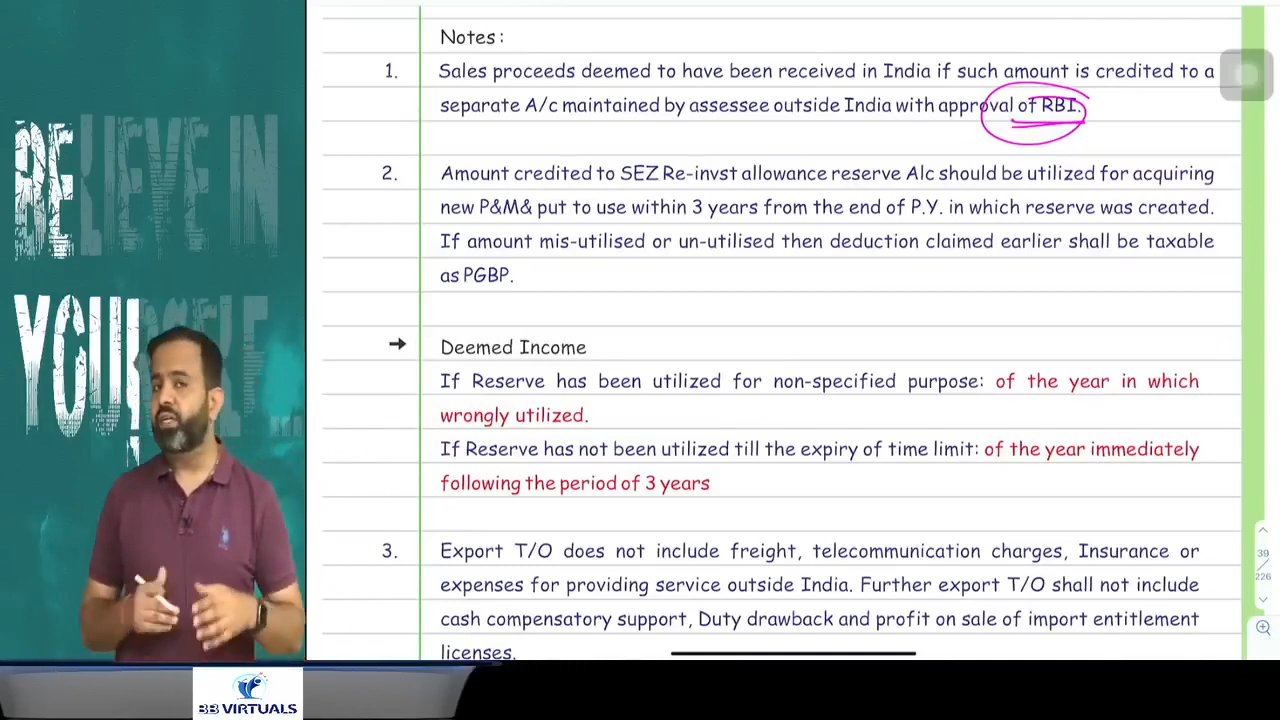 BELIEVE IN
YOURSELF...
Notes :
1. Sales proceeds deemed to have been received in India if such amount is credited to a
separate A/c maintained by assessee outside India with approval of RBI.
2. Amount credited to SEZ Re-invst allowance reserve Alc should be utilized for acquiring
new P&M& put to use within 3 years from the end of P.Y. in which reserve was created.
If amount mis-utilised or un-utilised then deduction claimed earlier shall be taxable
as PGBP.
→ Deemed Income
If Reserve has been utilized for non-specified purpose: of the year in which
wrongly utilized.
If Reserve has not been utilized till the expiry of time limit: of the year immediately
following the period of 3 years
3. Export T/O does not include freight, telecommunication charges, Insurance or
expenses for providing service outside India. Further export T/O shall not include
cash compensatory support, Duty drawback and profit on sale of import entitlement
licenses.
39
226
BB VIRTUALS